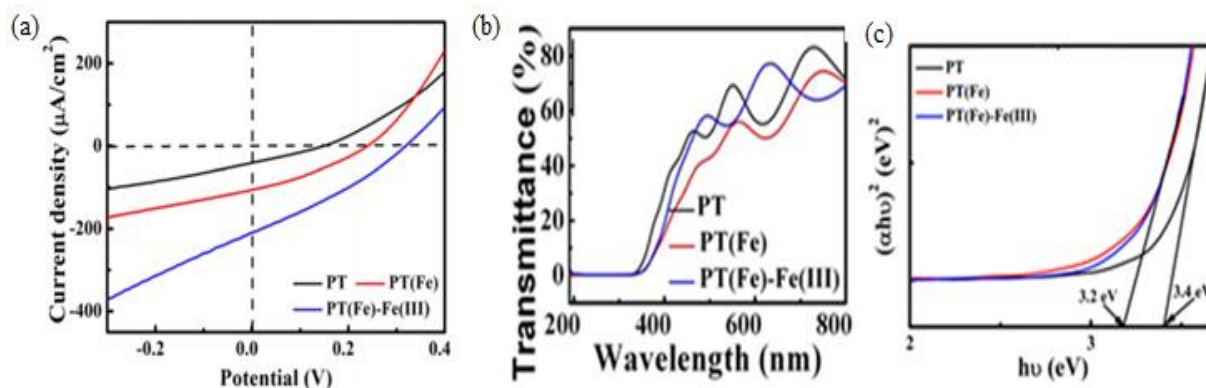 (a)
Current density (μA/cm²)
200
0
-200
-400
PT PT(Fe)
PT(Fe)-Fe(III)
-0.2 0.0 0.2 0.4
Potential (V)
(b)
Transmittance (%)
80
60
40
20
0
PT
PT(Fe)
PT(Fe)-Fe(III)
200 400 600 800
Wavelength (nm)
(c)
(αhυ)² (eV)²
PT
PT(Fe)
PT(Fe)-Fe(III)
3.2 eV
3.4 eV
2 3
hυ (eV)